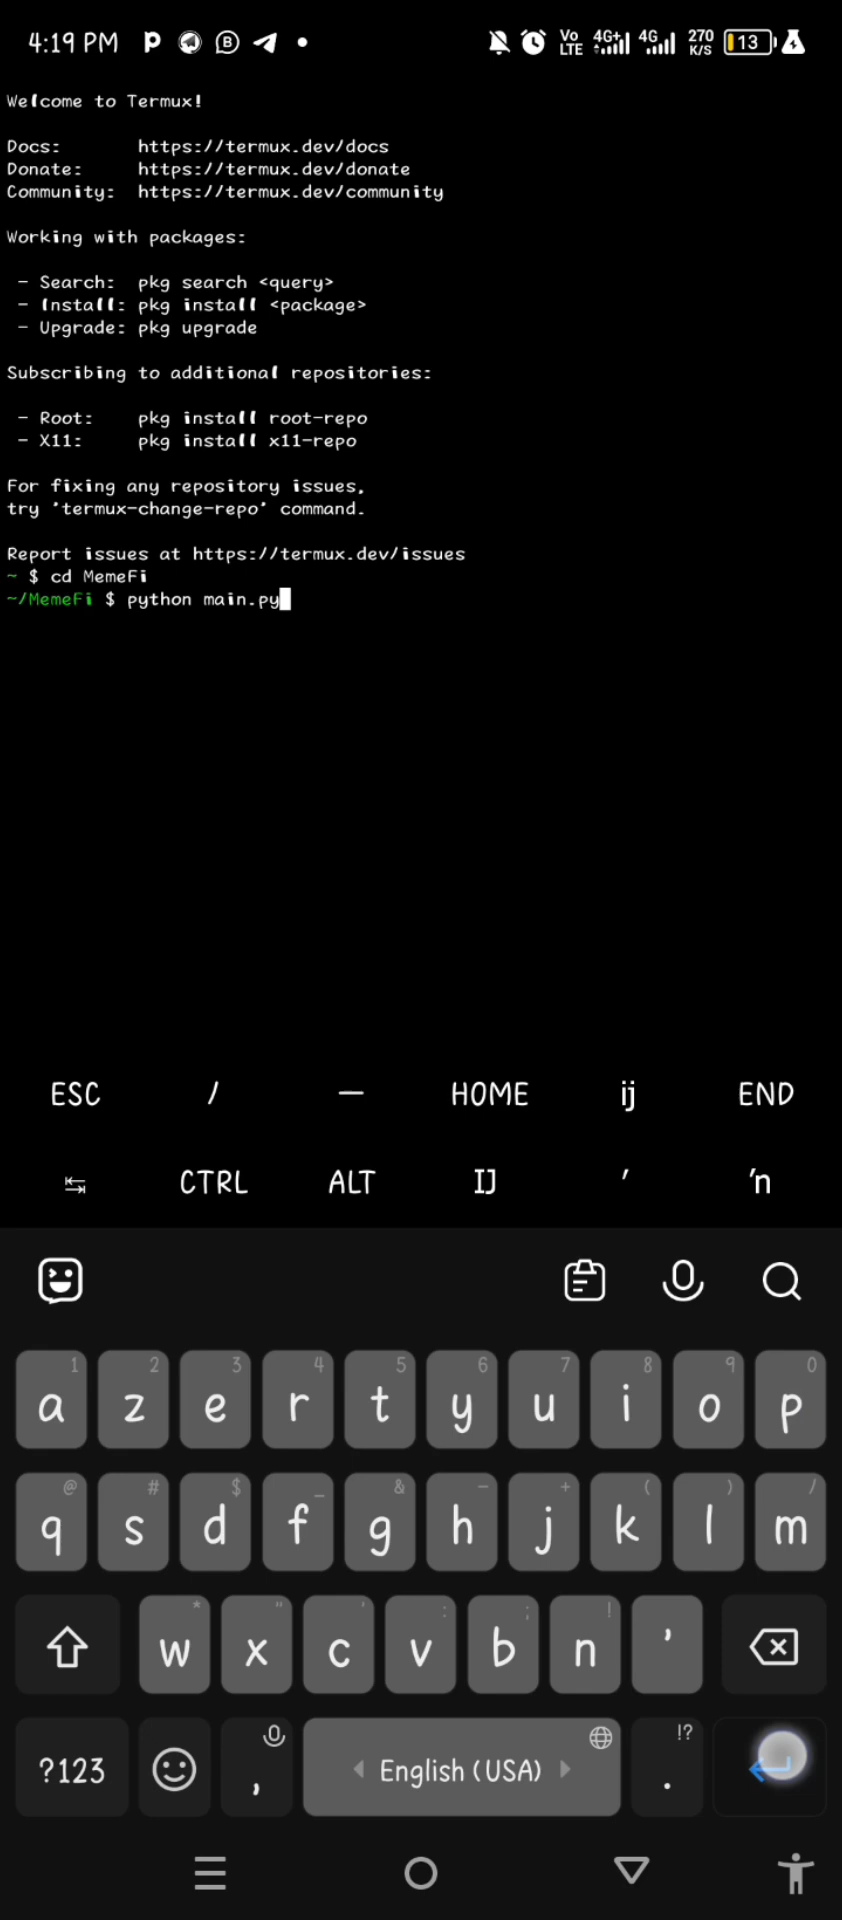 4:19 PM Vo LTE 4G+ 4G 270 K/S 13
Welcome to Termux!
Docs: https://termux.dev/docs
Donate: https://termux.dev/donate
Community: https://termux.dev/community
Working with packages:
- Search: pkg search <query>
- Install: pkg install <package>
- Upgrade: pkg upgrade
Subscribing to additional repositories:
- Root: pkg install root-repo
- X11: pkg install x11-repo
For fixing any repository issues,
try 'termux-change-repo' command.
Report issues at https://termux.dev/issues
~ $ cd MemeFi
~/MemeFi $ python main.py
ESC / — HOME ĳ END
↹ CTRL ALT Ĳ ′ ŉ
1 2 3 4 5 6 7 8 9 0
a z e r t y u i o p
@ # $ _ & - + ( ) /
q s d f g h j k l m
* " ' : ; !
w x c v b n '
?123 , English (USA) !? .